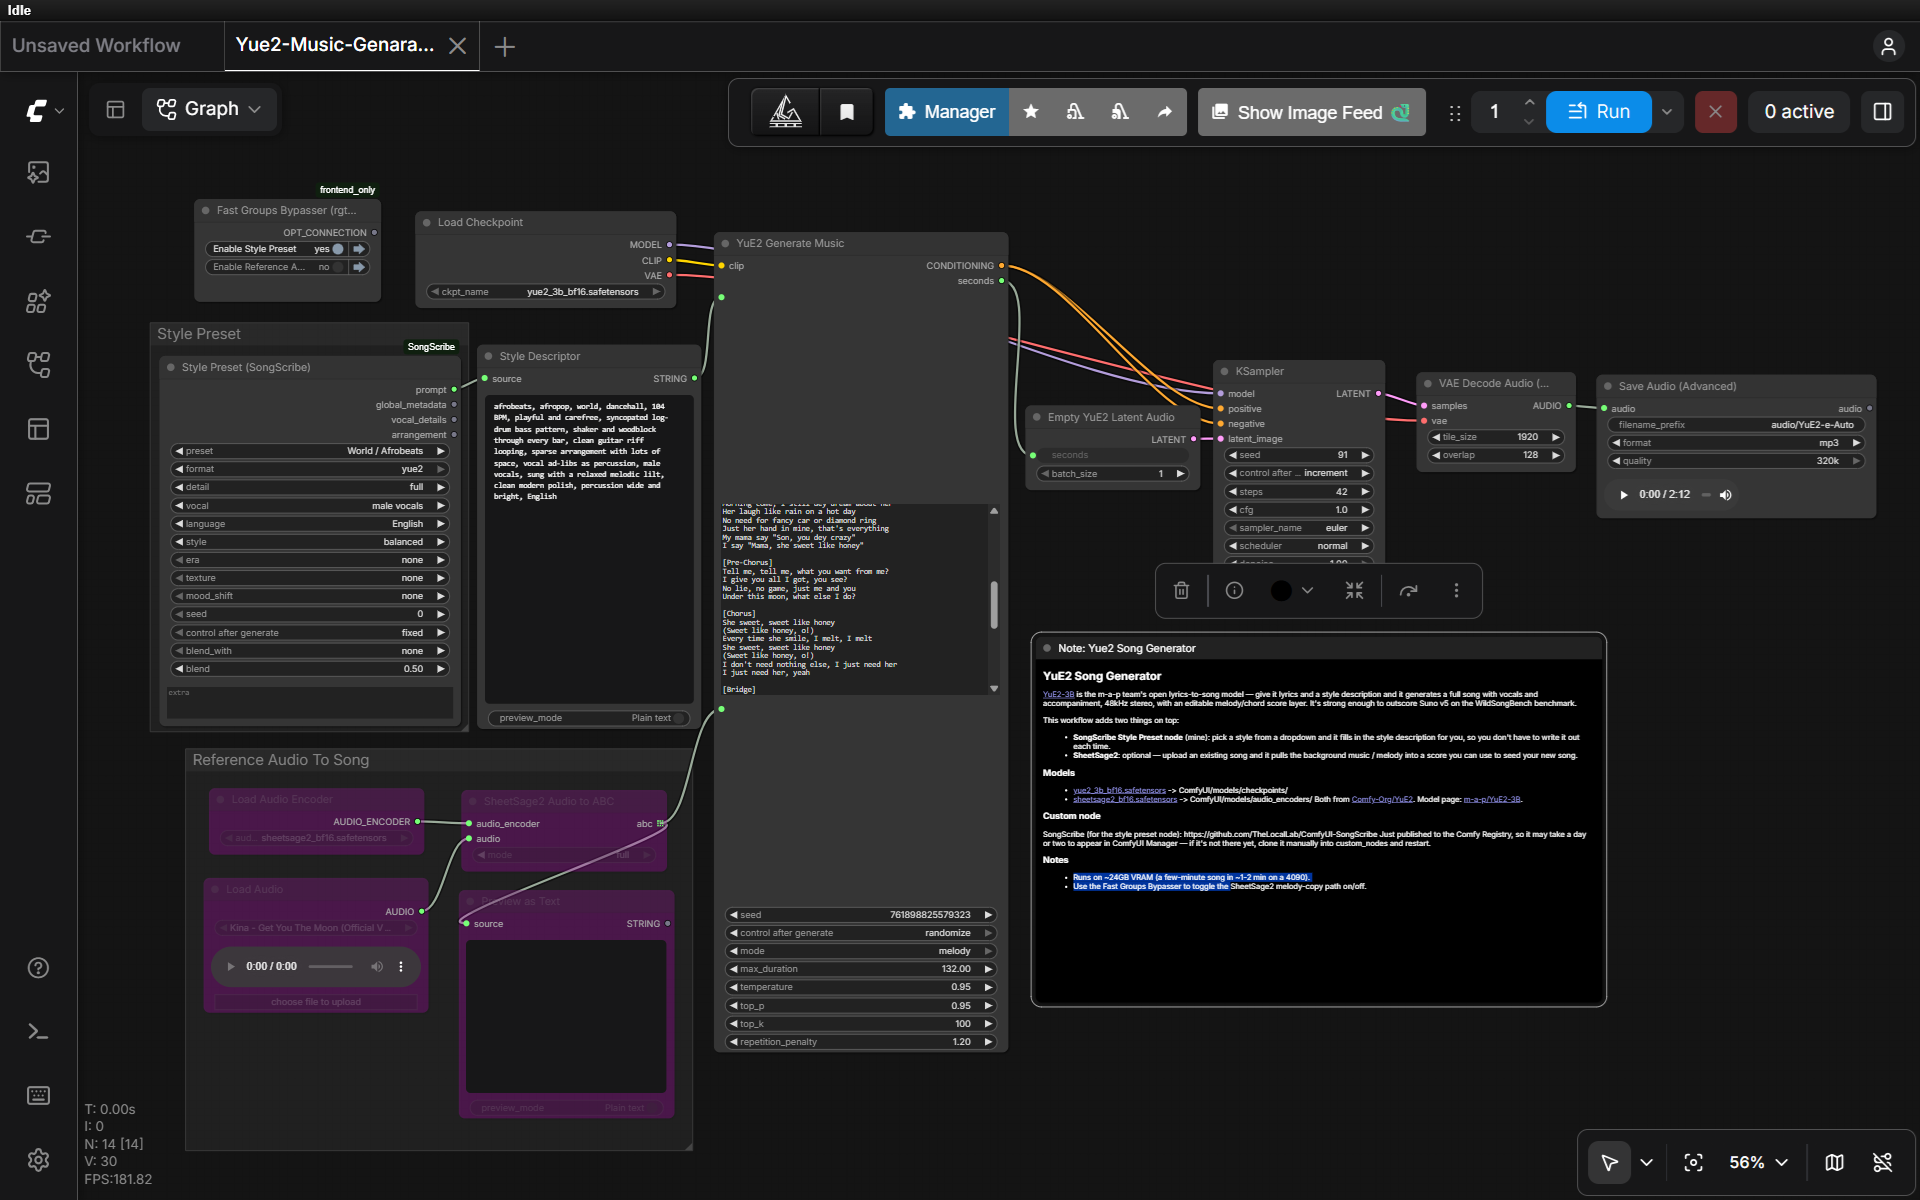 Idle
Unsaved Workflow
Yue2-Music-Genara...
Graph
Manager
Show Image Feed
1
Run
0 active
frontend_only
Fast Groups Bypasser (rgt...
OPT_CONNECTION
Enable Style Preset yes
Enable Reference A... no
Load Checkpoint
MODEL
CLIP
VAE
ckpt_name yue2_3b_bf16.safetensors
Style Preset
SongScribe
Style Preset (SongScribe)
prompt
global_metadata
vocal_details
arrangement
preset World / Afrobeats
format yue2
detail full
vocal male vocals
language English
style balanced
era none
texture none
mood_shift none
seed 0
control after generate fixed
blend_with none
blend 0.50
extra
Style Descriptor
source STRING
afrobeats, afropop, world, dancehall, 104
BPM, playful and carefree, syncopated log-
drum bass pattern, shaker and woodblock
through every bar, clean guitar riff
looping, sparse arrangement with lots of
space, vocal ad-libs as percussion, male
vocals, sung with a relaxed melodic lilt,
clean modern polish, percussion wide and
bright, English
preview_mode Plain text
YuE2 Generate Music
clip CONDITIONING
seconds
Her laugh like rain on a hot day
No need for fancy car or diamond ring
Just her hand in mine, that's everything
My mama say "Son, you dey crazy"
I say "Mama, she sweet like honey"
[Pre-Chorus]
Tell me, tell me, what you want from me?
I give you all I got, you see?
No lie, no game, just me and you
Under this moon, what else I do?
[Chorus]
She sweet, sweet like honey
(Sweet like honey, o!)
Every time she smile, I melt, I melt
She sweet, sweet like honey
(Sweet like honey, o!)
I don't need nothing else, I just need her
I just need her, yeah
[Bridge]
seed 761898825579323
control after generate randomize
mode melody
max_duration 132.00
temperature 0.95
top_p 0.95
top_k 100
repetition_penalty 1.20
Empty YuE2 Latent Audio
LATENT
seconds
batch_size 1
KSampler
model LATENT
positive
negative
latent_image
seed 91
control after ... increment
steps 42
cfg 1.0
sampler_name euler
scheduler normal
VAE Decode Audio (...
samples AUDIO
vae
tile_size 1920
overlap 128
Save Audio (Advanced)
audio audio
filename_prefix audio/YuE2-e-Auto
format mp3
quality 320k
0:00 / 2:12
Note: Yue2 Song Generator
YuE2 Song Generator
YuE2-3B is the m-a-p team's open lyrics-to-song model — give it lyrics and a style description and it generates a full song with vocals and
accompaniment, 48kHz stereo, with an editable melody/chord score layer. It's strong enough to outscore Suno v5 on the WildSongBench benchmark.
This workflow adds two things on top:
• SongScribe Style Preset node (mine): pick a style from a dropdown and it fills in the style description for you, so you don't have to write it out
each time.
• SheetSage2: optional — upload an existing song and it pulls the background music / melody into a score you can use to seed your new song.
Models
• yue2_3b_bf16.safetensors -> ComfyUI/models/checkpoints/
• sheetsage2_bf16.safetensors -> ComfyUI/models/audio_encoders/ Both from Comfy-Org/YuE2. Model page: m-a-p/YuE2-3B.
Custom node
SongScribe (for the style preset node): https://github.com/TheLocalLab/ComfyUI-SongScribe Just published to the Comfy Registry, so it may take a day
or two to appear in ComfyUI Manager — if it's not there yet, clone it manually into custom_nodes and restart.
Notes
• Runs on ~24GB VRAM (a few-minute song in ~1-2 min on a 4090).
• Use the Fast Groups Bypasser to toggle the SheetSage2 melody-copy path on/off.
Reference Audio To Song
Load Audio Encoder
AUDIO_ENCODER
aud... sheetsage2_bf16.safetensors
SheetSage2 Audio to ABC
audio_encoder abc
audio
mode full
Load Audio
AUDIO
Kina - Get You The Moon (Official V ...
0:00 / 0:00
choose file to upload
Preview as Text
source STRING
preview_mode Plain text
T: 0.00s
I: 0
N: 14 [14]
V: 30
FPS:181.82
56%